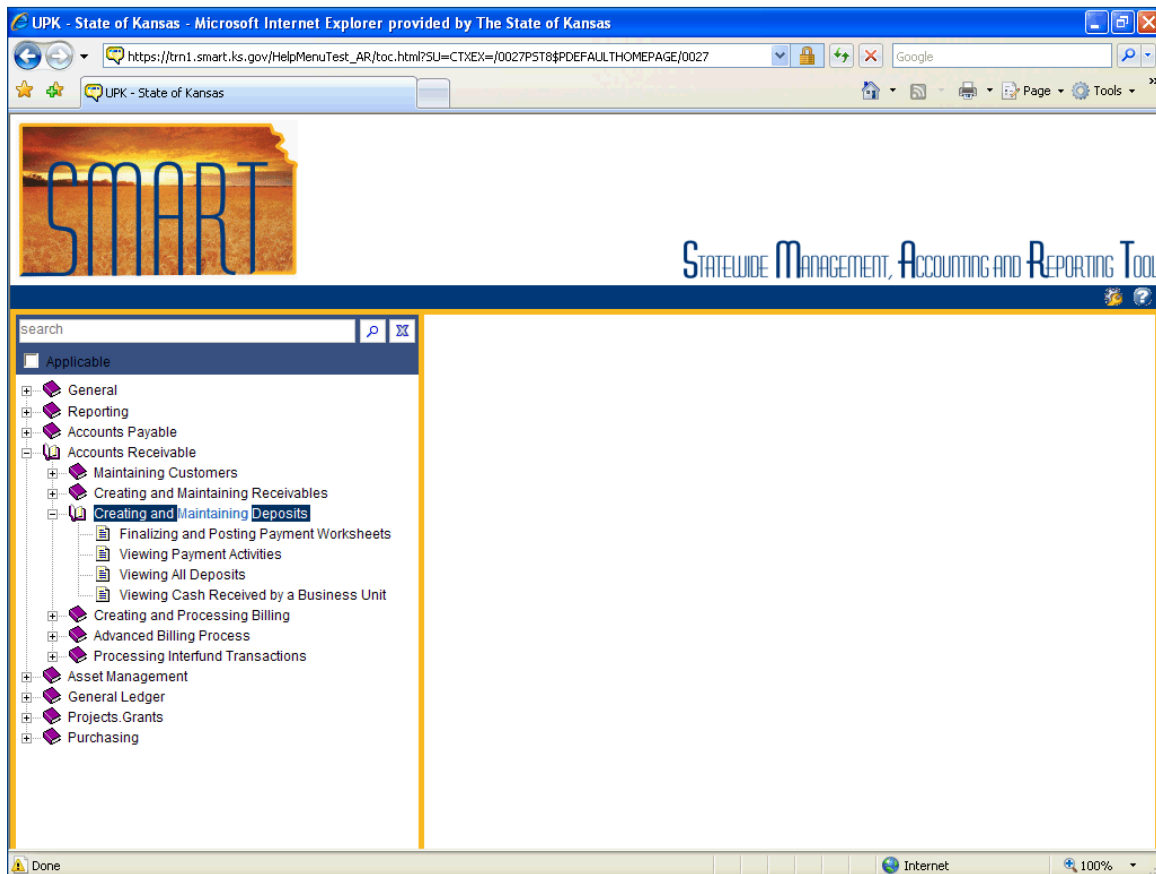 UPK - State of Kansas - Microsoft Internet Explorer provided by The State of Kansas
https://trn1.smart.ks.gov/HelpMenuTest_AR/toc.html?SU=CTXEX=/0027PST8$PDEFAULTHOMEPAGE/0027
Google
UPK - State of Kansas
Page
Tools
SMART
STATEWIDE MANAGEMENT, ACCOUNTING AND REPORTING TOOL
search
Applicable
General
Reporting
Accounts Payable
Accounts Receivable
Maintaining Customers
Creating and Maintaining Receivables
Creating and Maintaining Deposits
Finalizing and Posting Payment Worksheets
Viewing Payment Activities
Viewing All Deposits
Viewing Cash Received by a Business Unit
Creating and Processing Billing
Advanced Billing Process
Processing Interfund Transactions
Asset Management
General Ledger
Projects.Grants
Purchasing
Done
Internet
100%